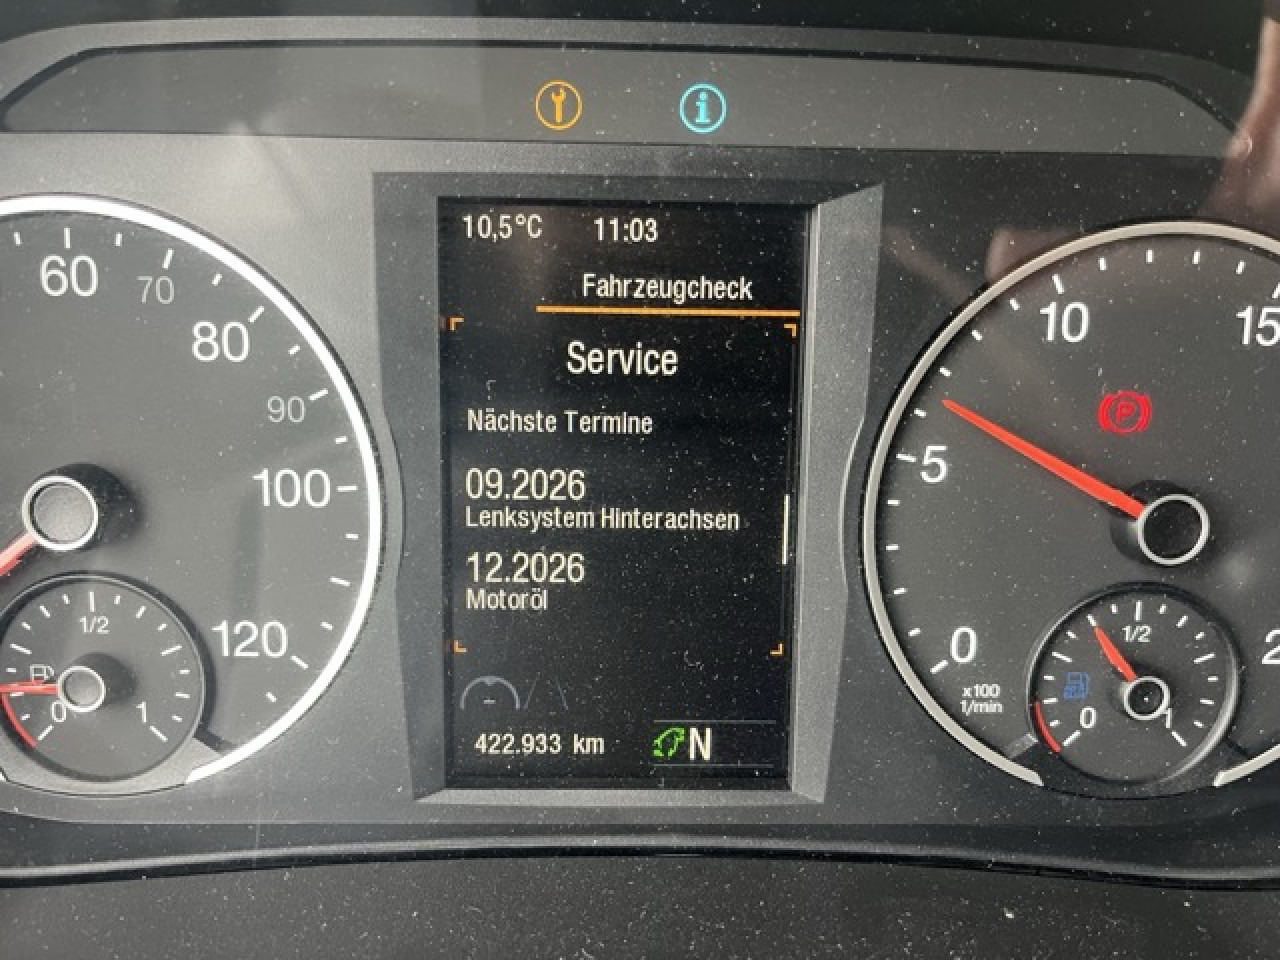 10,5°C 11:03
Fahrzeugcheck
Service
Nächste Termine
09.2026
Lenksystem Hinterachsen
12.2026
Motoröl
422.933 km N
60
70
80
90
100
120
1/2
0
1
10
15
5
0
2
x100
1/min
P
1/2
0
1